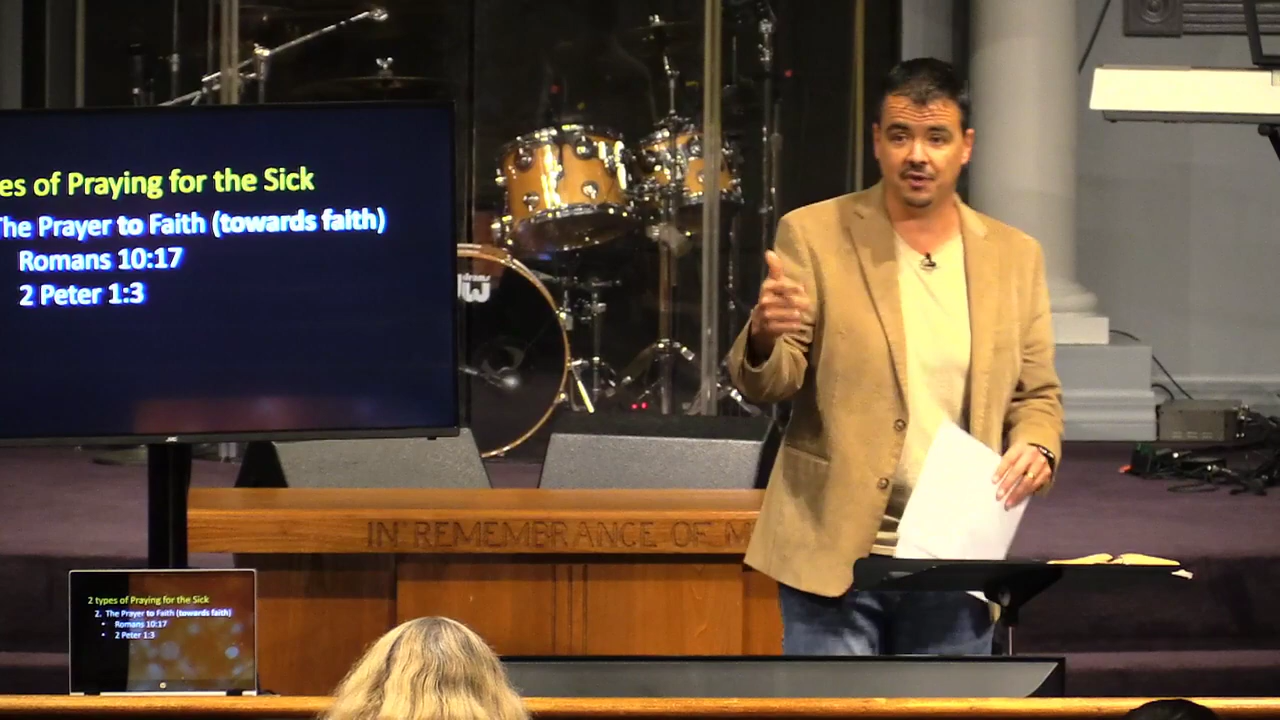 es of Praying for the Sick
The Prayer to Faith (towards faith)
Romans 10:17
2 Peter 1:3
drums
DW
IN REMEMBRANCE OF M
2 types of Praying for the Sick
2. The Prayer to Faith (towards faith)
• Romans 10:17
• 2 Peter 1:3